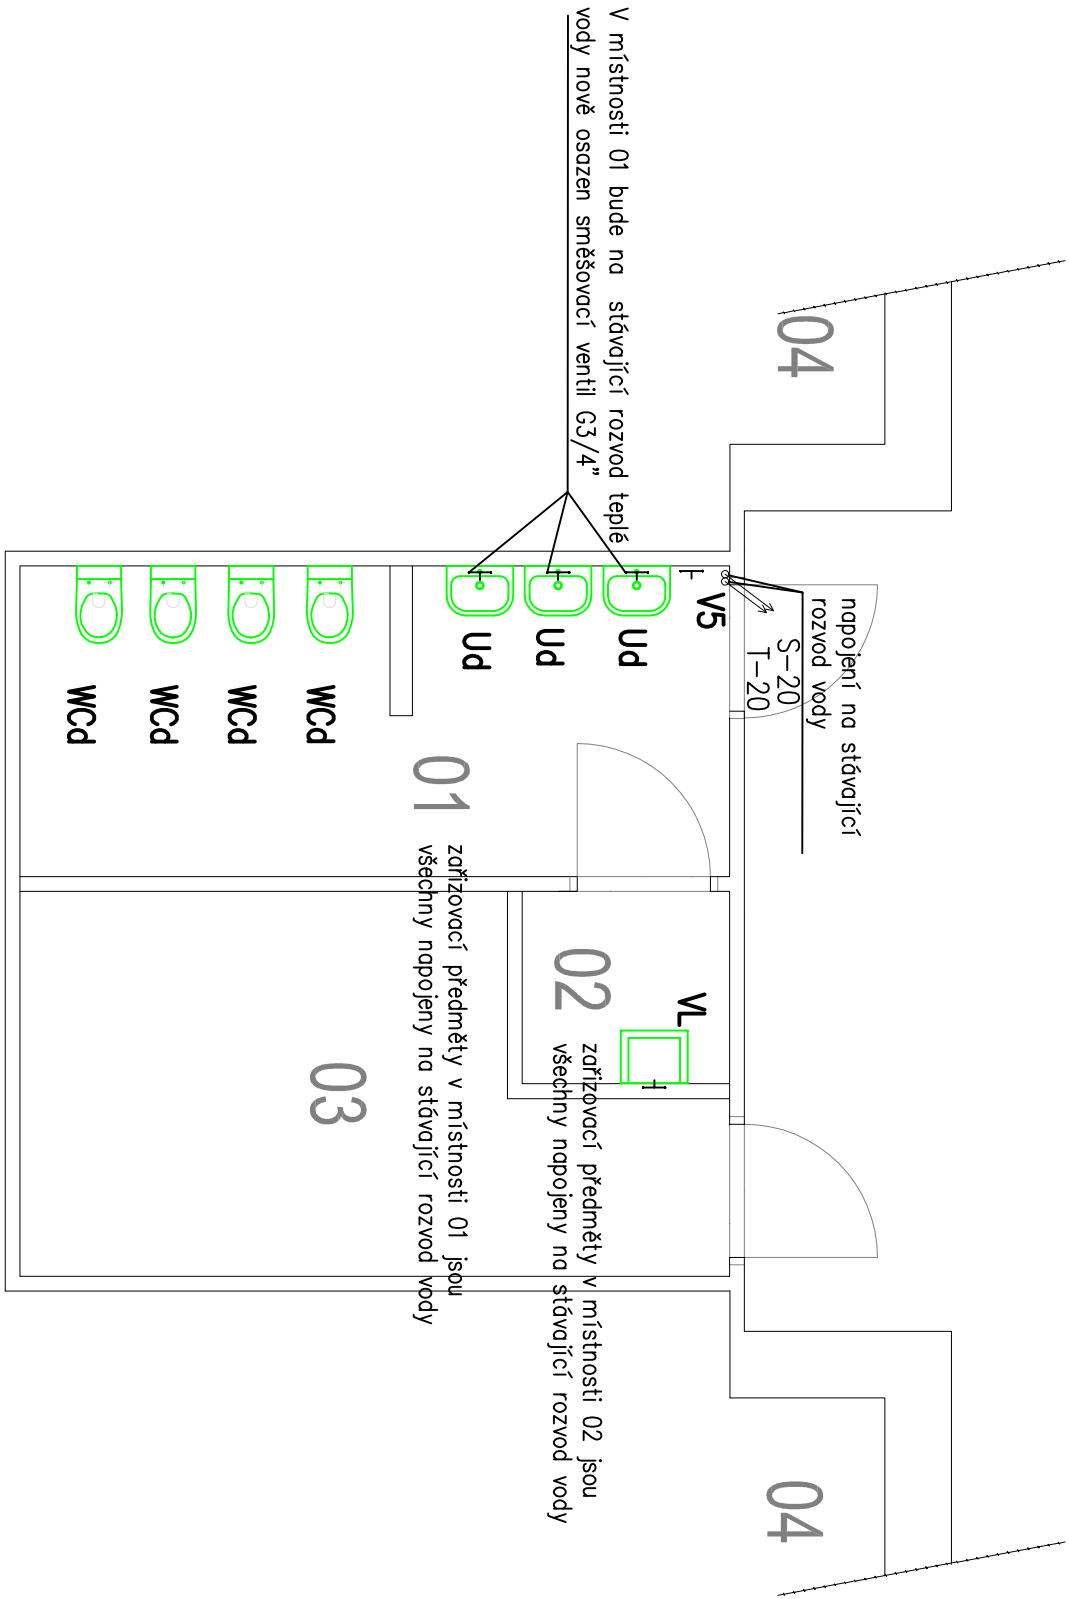 V místnosti 01 bude na stávající rozvod teplé
vody nově osazen směšovací ventil G3/4"
04
napojení na stávající
rozvod vody
S-20
T-20
V5
Ud
Ud
Ud
WCd
WCd
WCd
WCd
01
zařizovací předměty v místnosti 01 jsou
všechny napojeny na stávající rozvod vody
02
VL
zařizovací předměty v místnosti 02 jsou
všechny napojeny na stávající rozvod vody
03
04